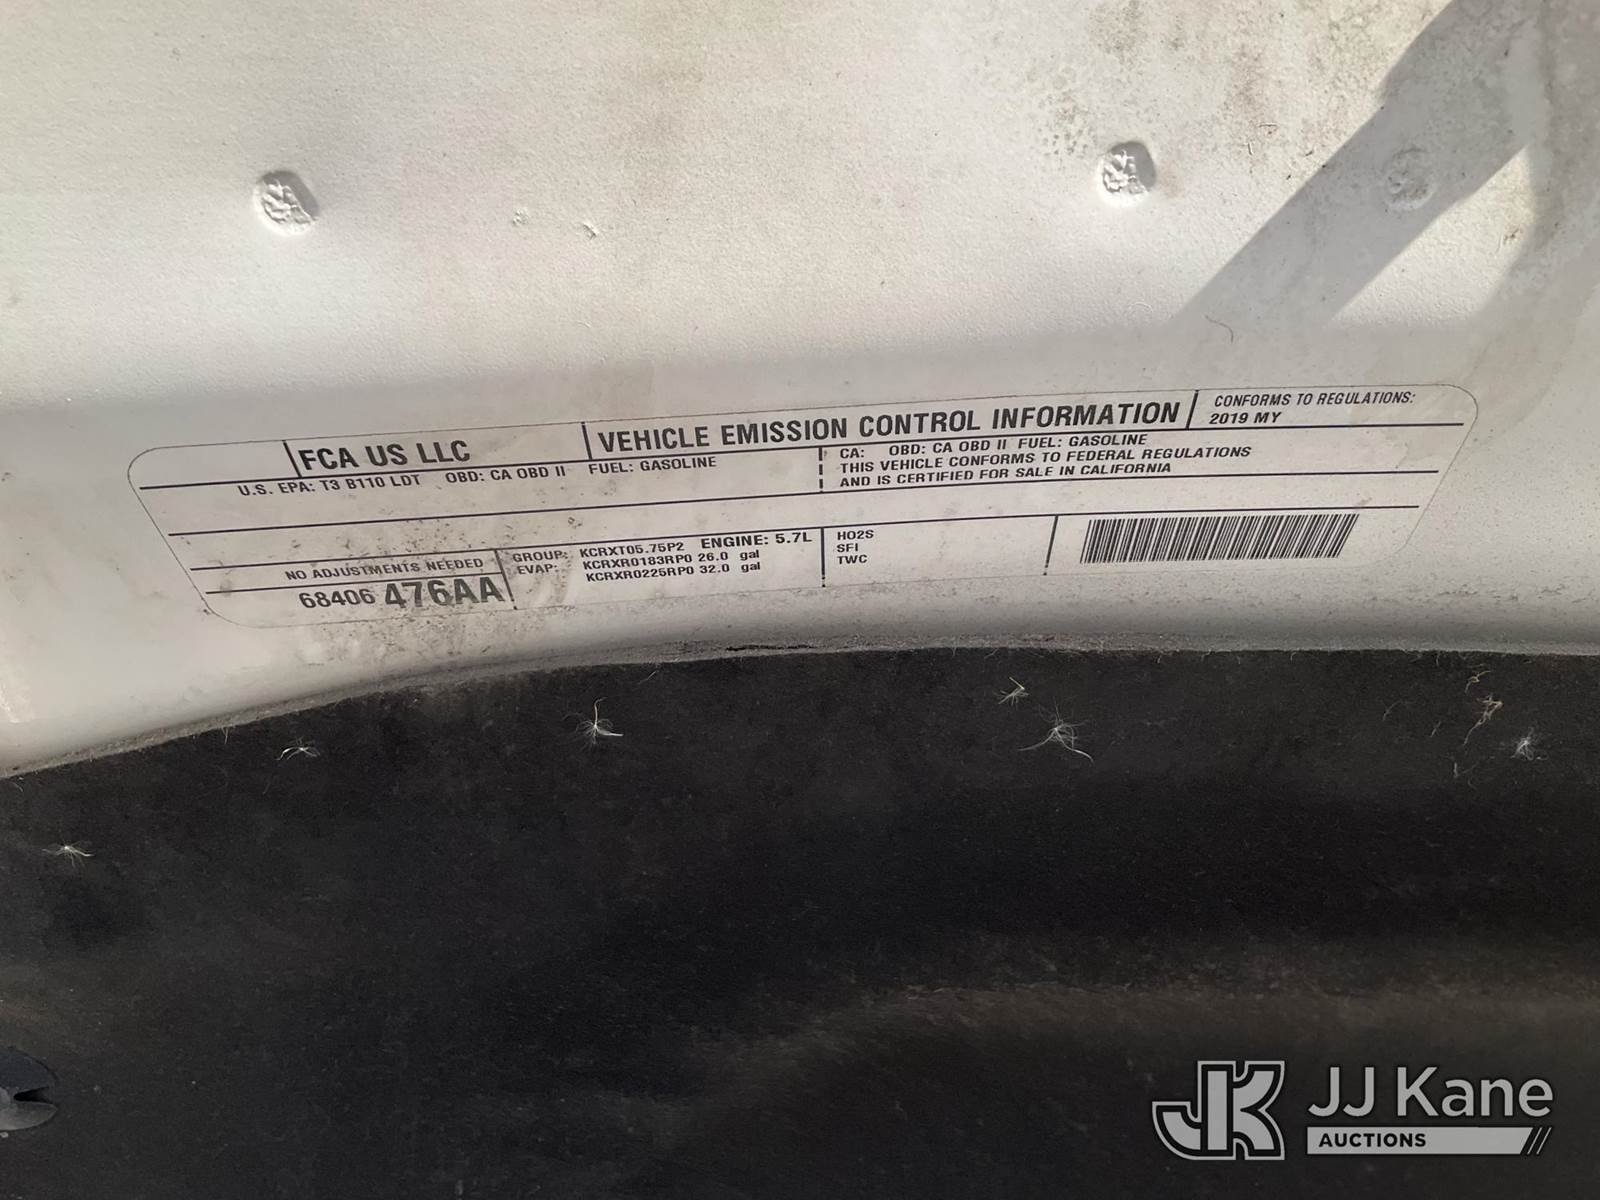 FCA US LLC
VEHICLE EMISSION CONTROL INFORMATION
CONFORMS TO REGULATIONS:
2019 MY
U.S. EPA: T3 B110 LDT OBD: CA OBD II FUEL: GASOLINE
CA: OBD: CA OBD II FUEL: GASOLINE
THIS VEHICLE CONFORMS TO FEDERAL REGULATIONS
AND IS CERTIFIED FOR SALE IN CALIFORNIA
NO ADJUSTMENTS NEEDED
68406 476AA
GROUP: KCRXT05.75P2 ENGINE: 5.7L
EVAP: KCRXR0183RP0 26.0 gal
KCRXR0225RP0 32.0 gal
HO2S
SFI
TWC
JK JJ Kane
AUCTIONS